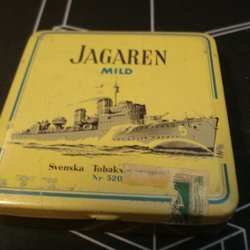 JAGAREN
MILD
Svenska Tobaks
Nr 520